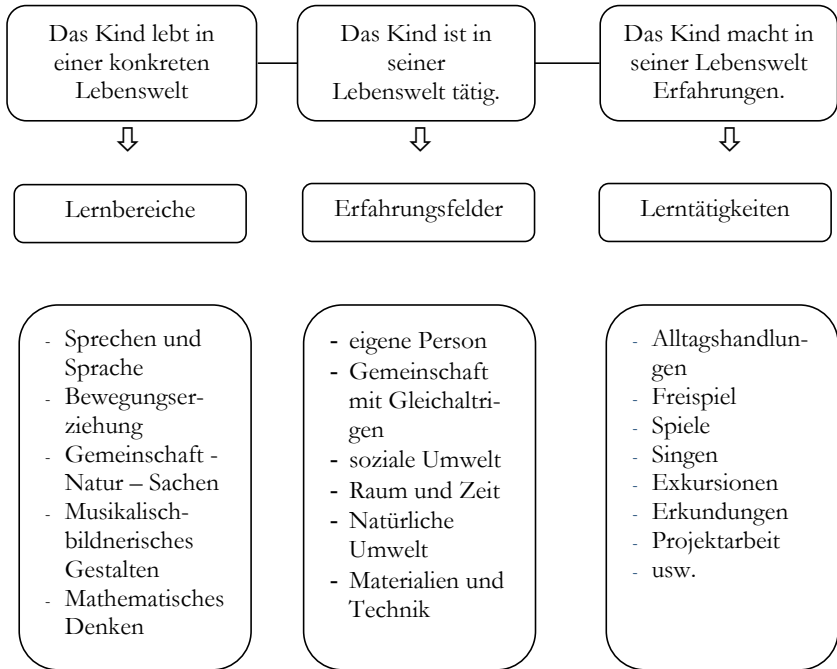 Das Kind lebt in
einer konkreten
Lebenswelt
Das Kind ist in
seiner
Lebenswelt tätig.
Das Kind macht in
seiner Lebenswelt
Erfahrungen.
Lernbereiche
Erfahrungsfelder
Lerntätigkeiten
- Sprechen und
Sprache
- Bewegungser-
ziehung
- Gemeinschaft -
Natur – Sachen
- Musikalisch-
bildnerisches
Gestalten
- Mathematisches
Denken
- eigene Person
- Gemeinschaft
mit Gleichaltri-
gen
- soziale Umwelt
- Raum und Zeit
- Natürliche
Umwelt
- Materialien und
Technik
- Alltagshandlun-
gen
- Freispiel
- Spiele
- Singen
- Exkursionen
- Erkundungen
- Projektarbeit
- usw.